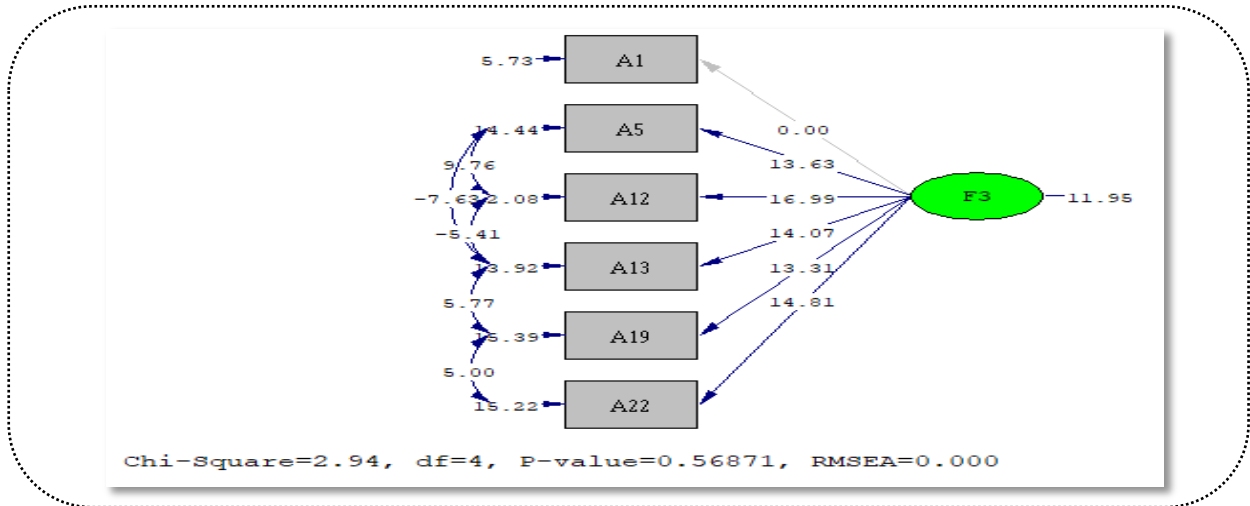 5.73 A1
14.44 A5 0.00
9.76 13.63
-7.63 2.08 A12 16.99 F3 11.95
-5.41 14.07
13.92 A13 13.31
5.77 14.81
15.39 A19
5.00
15.22 A22
Chi-Square=2.94, df=4, P-value=0.56871, RMSEA=0.000